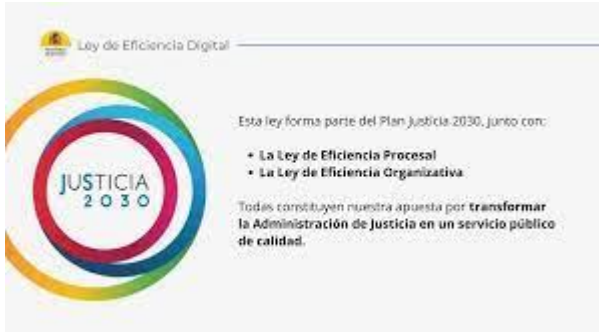 Ley de Eficiencia Digital
JUSTICIA
2030
Esta ley forma parte del Plan Justicia 2030, junto con:
• La Ley de Eficiencia Procesal
• La Ley de Eficiencia Organizativa
Todas constituyen nuestra apuesta por transformar
la Administración de Justicia en un servicio público
de calidad.